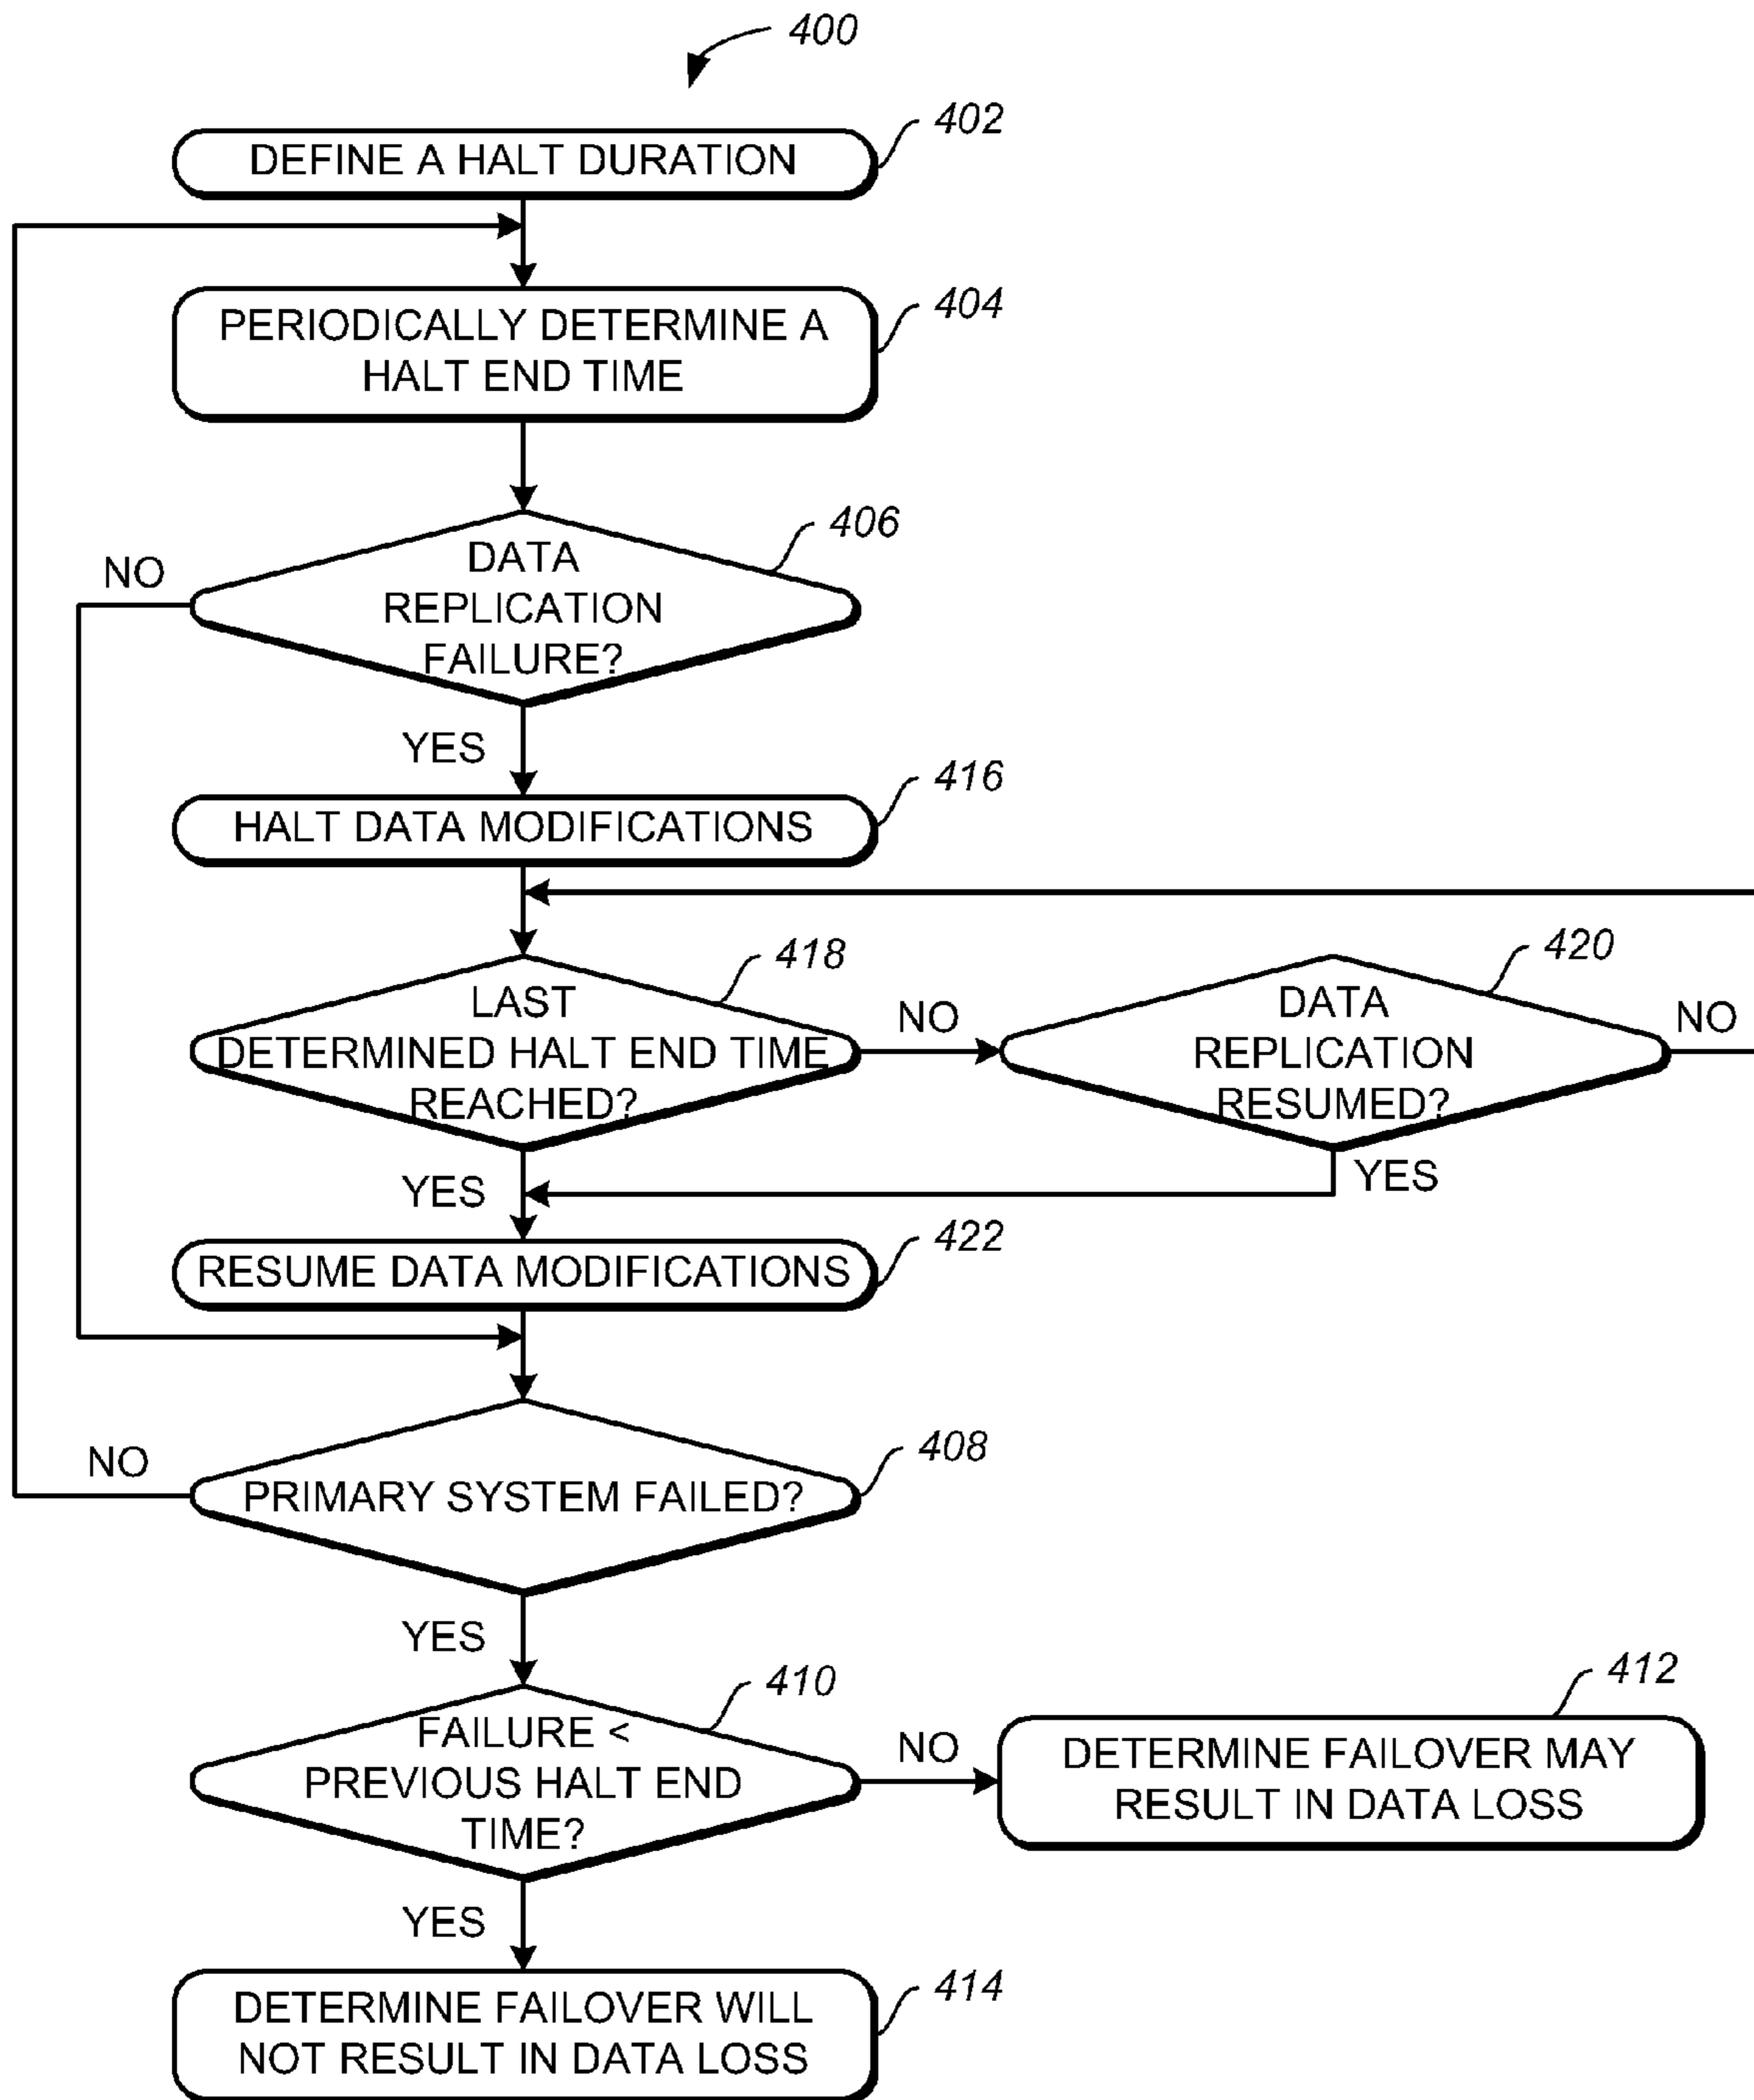 400
402
DEFINE A HALT DURATION
404
PERIODICALLY DETERMINE A
HALT END TIME
406
DATA
REPLICATION
FAILURE?
NO
YES
416
HALT DATA MODIFICATIONS
418
LAST
DETERMINED HALT END TIME
REACHED?
NO
420
DATA
REPLICATION
RESUMED?
NO
YES
YES
422
RESUME DATA MODIFICATIONS
408
PRIMARY SYSTEM FAILED?
NO
YES
410
FAILURE <
PREVIOUS HALT END
TIME?
NO
412
DETERMINE FAILOVER MAY
RESULT IN DATA LOSS
YES
414
DETERMINE FAILOVER WILL
NOT RESULT IN DATA LOSS